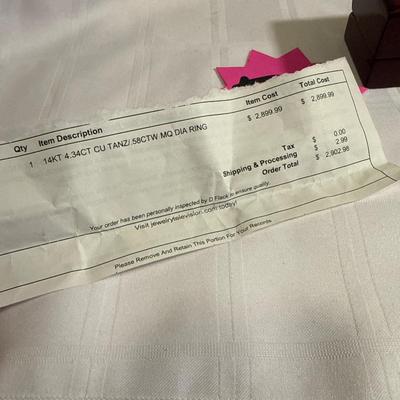 Qty Item Description Item Cost Total Cost
1 14KT 4.34CT CU TANZ/.58CTW MQ DIA RING $ 2,899.99 $ 2,899.99
Tax $ 0.00
Shipping & Processing $ 2.99
Order Total $ 2,902.98
Your order has been personally inspected by D Flack to ensure quality.
Visit jewelrytelevision.com today!
Please Remove And Retain This Portion For Your Records